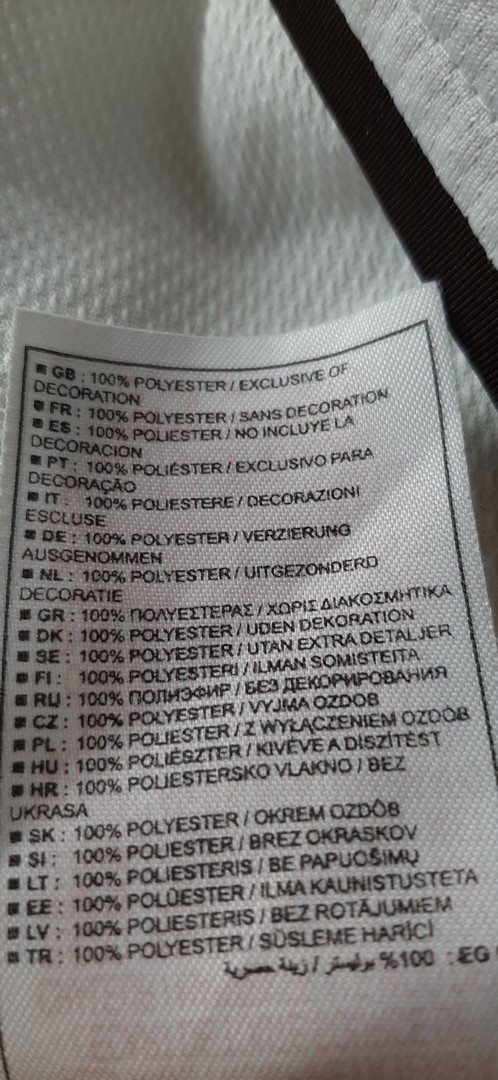 GB : 100% POLYESTER / EXCLUSIVE OF
DECORATION
FR : 100% POLYESTER / SANS DECORATION
ES : 100% POLIESTER / NO INCLUYE LA
DECORACION
PT : 100% POLIÉSTER / EXCLUSIVO PARA
DECORAÇÃO
IT : 100% POLIESTERE / DECORAZIONI
ESCLUSE
DE : 100% POLYESTER / VERZIERUNG
AUSGENOMMEN
NL : 100% POLYESTER / UITGEZONDERD
DECORATIE
GR : 100% ΠΟΛΥΕΣΤΕΡΑΣ / ΧΩΡΙΣ ΔΙΑΚΟΣΜΗΤΙΚΑ
DK : 100% POLYESTER / UDEN DEKORATION
SE : 100% POLYESTER / UTAN EXTRA DETALJER
FI : 100% POLYESTERI / ILMAN SOMISTEITA
RU : 100% ПОЛИЭФИР / БЕЗ ДЕКОРИРОВАНИЯ
CZ : 100% POLYESTER / VYJMA OZDOB
PL : 100% POLIESTER / Z WYŁĄCZENIEM OZDÓB
HU : 100% POLIÉSZTER / KIVÉVE A DÍSZÍTÉST
HR : 100% POLIESTERSKO VLAKNO / BEZ
UKRASA
SK : 100% POLYESTER / OKREM OZDÔB
SI : 100% POLIESTER / BREZ OKRASKOV
LT : 100% POLIESTERIS / BE PAPUOŠIMŲ
EE : 100% POLÜESTER / ILMA KAUNISTUSTETA
LV : 100% POLIESTERIS / BEZ ROTĀJUMIEM
TR : 100% POLYESTER / SÜSLEME HARİCİ
EG : 100% بوليستر / زينة حصرية